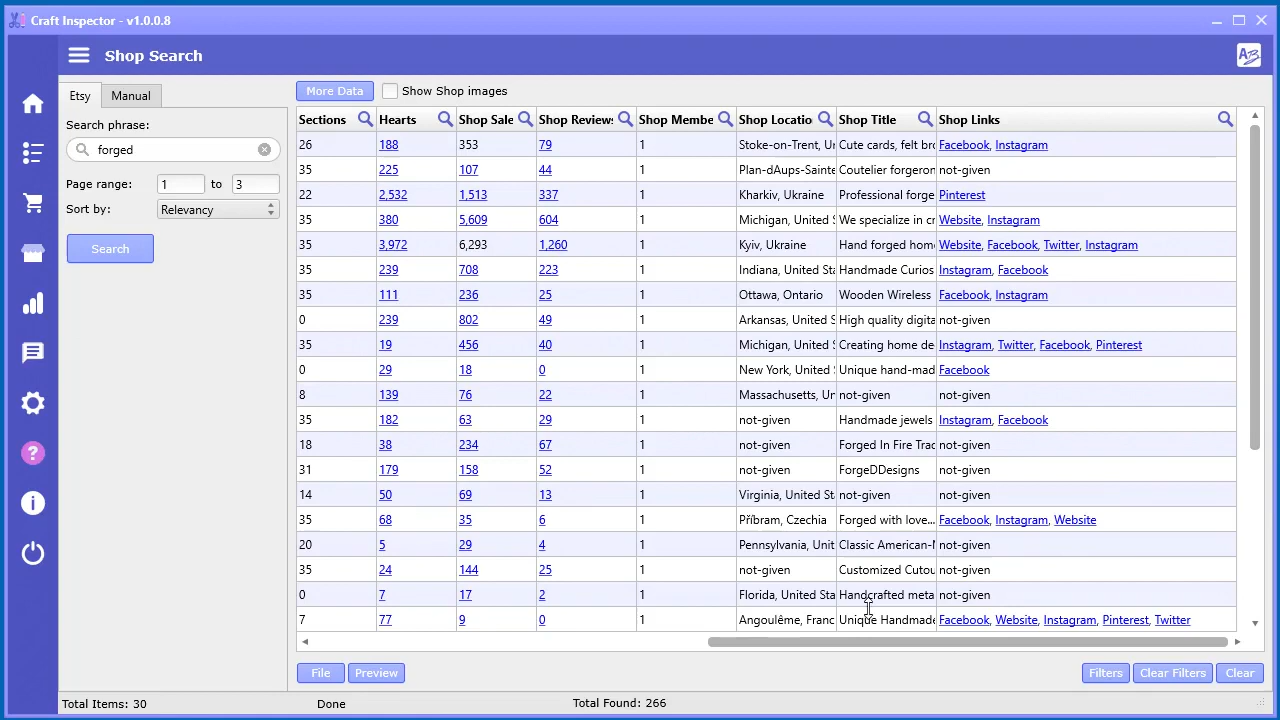 Craft Inspector - v1.0.0.8
Shop Search
Etsy Manual
Search phrase:
forged
Page range: 1 to 3
Sort by: Relevancy
Search
More Data Show Shop images
Sections Hearts Shop Sale Shop Reviews Shop Membe Shop Locatio Shop Title Shop Links
26 188 353 79 1 Stoke-on-Trent, Ur Cute cards, felt bro Facebook, Instagram
35 225 107 44 1 Plan-dAups-Sainte Coutelier forgeron not-given
22 2,532 1,513 337 1 Kharkiv, Ukraine Professional forge Pinterest
35 380 5,609 604 1 Michigan, United S We specialize in cr Website, Instagram
35 3,972 6,293 1,260 1 Kyiv, Ukraine Hand forged hom Website, Facebook, Twitter, Instagram
35 239 708 223 1 Indiana, United Sta Handmade Curios Instagram, Facebook
35 111 236 25 1 Ottawa, Ontario Wooden Wireless Facebook, Instagram
0 239 802 49 1 Arkansas, United S High quality digita not-given
35 19 456 40 1 Michigan, United S Creating home de Instagram, Twitter, Facebook, Pinterest
0 29 18 0 1 New York, United Unique hand-mad Facebook
8 139 76 22 1 Massachusetts, Un not-given not-given
35 182 63 29 1 not-given Handmade jewels Instagram, Facebook
18 38 234 67 1 not-given Forged In Fire Trac not-given
31 179 158 52 1 not-given ForgeDDesigns not-given
14 50 69 13 1 Virginia, United St not-given not-given
35 68 35 6 1 Příbram, Czechia Forged with love... Facebook, Instagram, Website
20 5 29 4 1 Pennsylvania, Unit Classic American-M not-given
35 24 144 25 1 not-given Customized Cutou not-given
0 7 17 2 1 Florida, United Sta Handcrafted meta not-given
7 77 9 0 1 Angoulême, Franc Unique Handmade Facebook, Website, Instagram, Pinterest, Twitter
File Preview Filters Clear Filters Clear
Total Items: 30 Done Total Found: 266